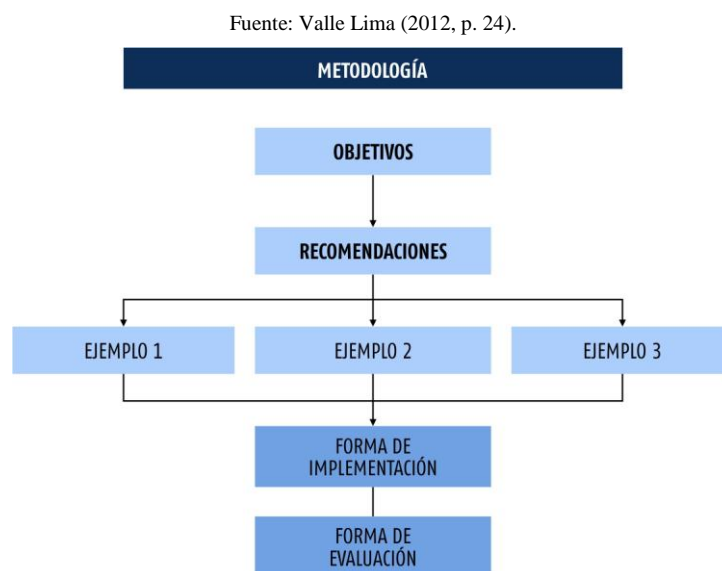 Fuente: Valle Lima (2012, p. 24).
METODOLOGÍA
OBJETIVOS
RECOMENDACIONES
EJEMPLO 1
EJEMPLO 2
EJEMPLO 3
FORMA DE
IMPLEMENTACIÓN
FORMA DE
EVALUACIÓN